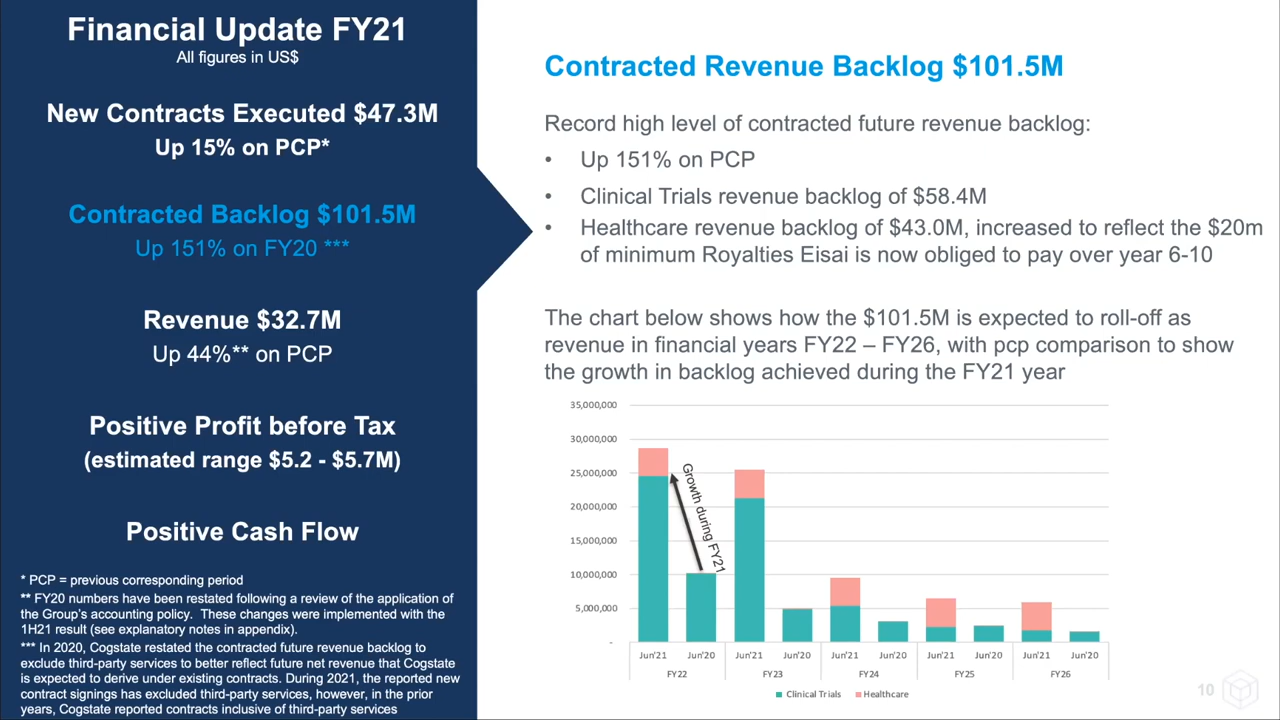 Financial Update FY21
All figures in US$
New Contracts Executed $47.3M
Up 15% on PCP*
Contracted Backlog $101.5M
Up 151% on FY20 ***
Revenue $32.7M
Up 44%** on PCP
Positive Profit before Tax
(estimated range $5.2 - $5.7M)
Positive Cash Flow
* PCP = previous corresponding period
** FY20 numbers have been restated following a review of the application of
the Group's accounting policy. These changes were implemented with the
1H21 result (see explanatory notes in appendix).
*** In 2020, Cogstate restated the contracted future revenue backlog to
exclude third-party services to better reflect future net revenue that Cogstate
is expected to derive under existing contracts. During 2021, the reported new
contract signings has excluded third-party services, however, in the prior
years, Cogstate reported contracts inclusive of third-party services
Contracted Revenue Backlog $101.5M
Record high level of contracted future revenue backlog:
• Up 151% on PCP
• Clinical Trials revenue backlog of $58.4M
• Healthcare revenue backlog of $43.0M, increased to reflect the $20m
of minimum Royalties Eisai is now obliged to pay over year 6-10
The chart below shows how the $101.5M is expected to roll-off as
revenue in financial years FY22 – FY26, with pcp comparison to show
the growth in backlog achieved during the FY21 year
35,000,000
30,000,000
25,000,000
20,000,000
15,000,000
10,000,000
5,000,000
-
Growth during FY21
Jun'21 Jun'20 Jun'21 Jun'20 Jun'21 Jun'20 Jun'21 Jun'20 Jun'21 Jun'20
FY22 FY23 FY24 FY25 FY26
Clinical Trials Healthcare
10